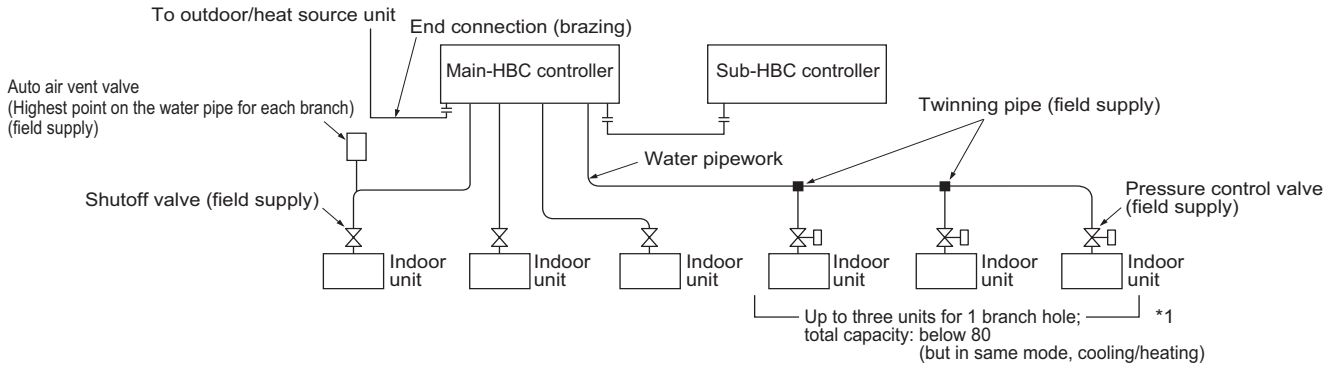 To outdoor/heat source unit
End connection (brazing)
Main-HBC controller
Sub-HBC controller
Auto air vent valve
(Highest point on the water pipe for each branch)
(field supply)
Twinning pipe (field supply)
Water pipework
Shutoff valve (field supply)
Pressure control valve
(field supply)
Indoor
unit
Indoor
unit
Indoor
unit
Indoor
unit
Indoor
unit
Indoor
unit
Up to three units for 1 branch hole; *1
total capacity: below 80
(but in same mode, cooling/heating)